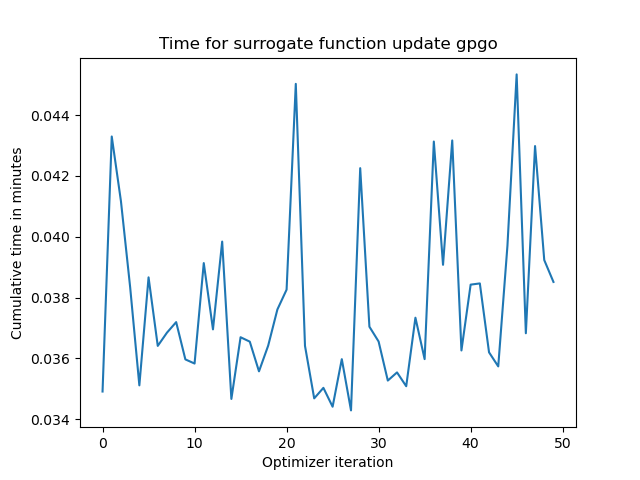 Time for surrogate function update gpgo
0.044
0.042
0.040
0.038
0.036
0.034
Cumulative time in minutes
0 10 20 30 40 50
Optimizer iteration